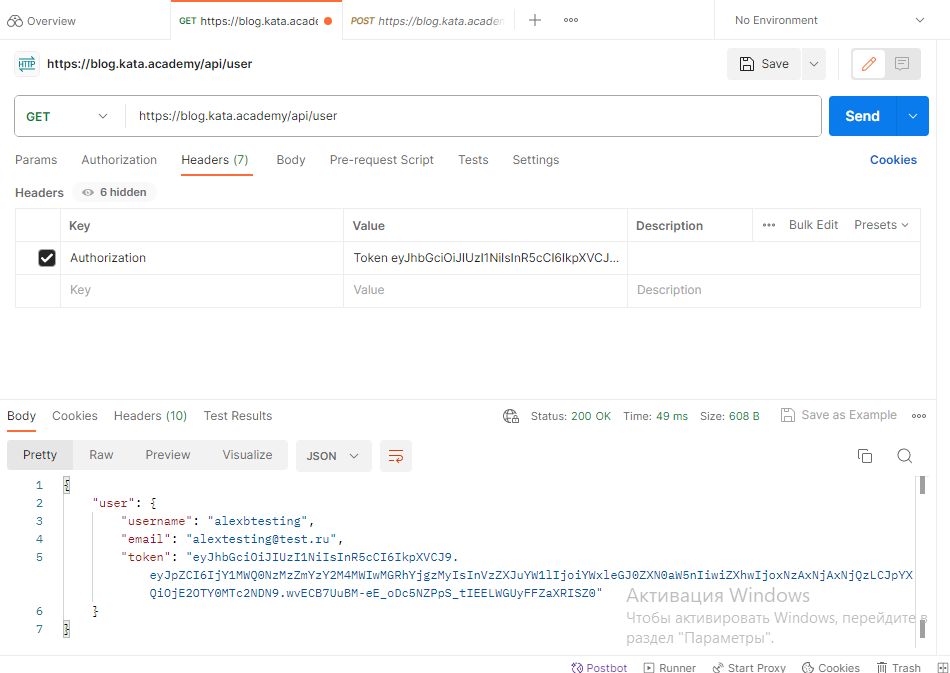 Overview
GET https://blog.kata.acade
POST https://blog.kata.academ
No Environment
HTTP https://blog.kata.academy/api/user
Save
GET https://blog.kata.academy/api/user
Send
Params Authorization Headers (7) Body Pre-request Script Tests Settings Cookies
Headers 6 hidden
Key Value Description Bulk Edit Presets
Authorization Token eyJhbGciOiJIUzI1NiIsInR5cCI6IkpXVCJ...
Key Value Description
Body Cookies Headers (10) Test Results Status: 200 OK Time: 49 ms Size: 608 B Save as Example
Pretty Raw Preview Visualize JSON
1 {
2 "user": {
3 "username": "alexbtesting",
4 "email": "alextesting@test.ru",
5 "token": "eyJhbGciOiJIUzI1NiIsInR5cCI6IkpXVCJ9.
eyJpZCI6IjY1MWQ0NzMzZmYzY2M4MWIwMGRhYjgzMyIsInVzZXJuYW1lIjoiYWxleGJ0ZXN0aW5nIiwiZXhwIjoxNzAxNjAxNjQzLCJpYX
QiOjE2OTY0MTc2NDN9.wvECB7UuBM-eE_oDc5NZPpS_tIEELWGUyFFZaXRISZ0"
6 }
7 }
Активация Windows
Чтобы активировать Windows, перейдите в
раздел "Параметры".
Postbot Runner Start Proxy Cookies Trash